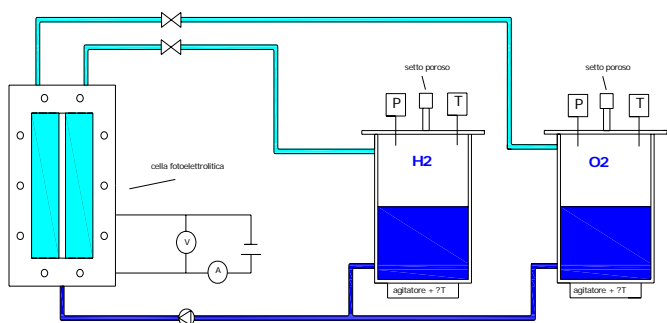 setto poroso
setto poroso
P
T
P
T
H2
O2
cella fotoelettrolitica
V
A
agitatore + ?T
agitatore + ?T